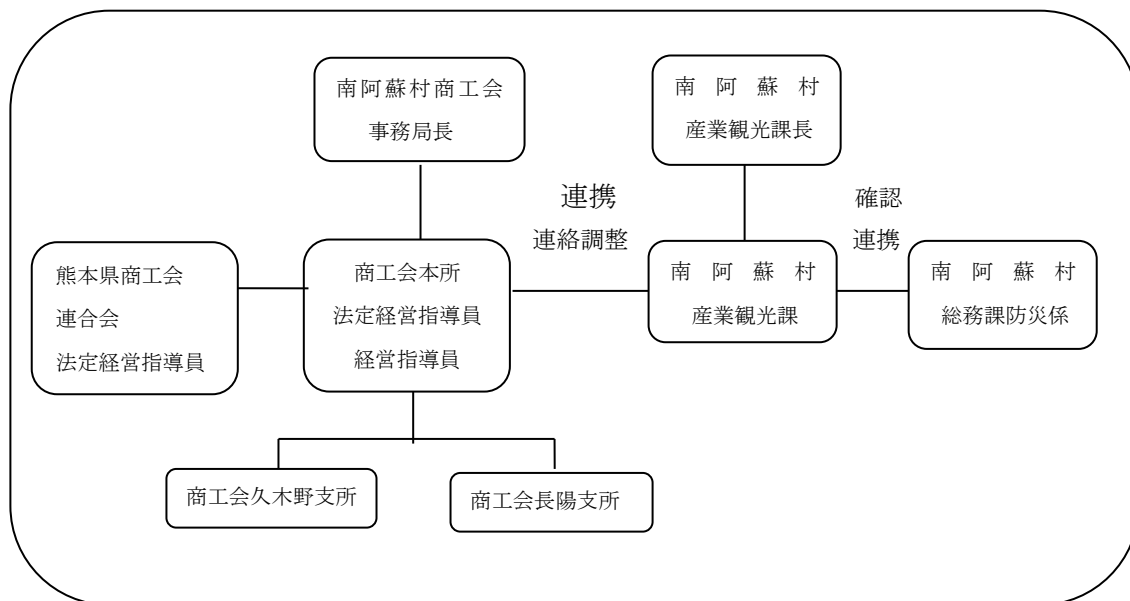 南阿蘇村商工会
事務局長
南阿蘇村
産業観光課長
連携
連絡調整
確認
連携
熊本県商工会
連合会
法定経営指導員
商工会本所
法定経営指導員
経営指導員
南阿蘇村
産業観光課
南阿蘇村
総務課防災係
商工会久木野支所
商工会長陽支所